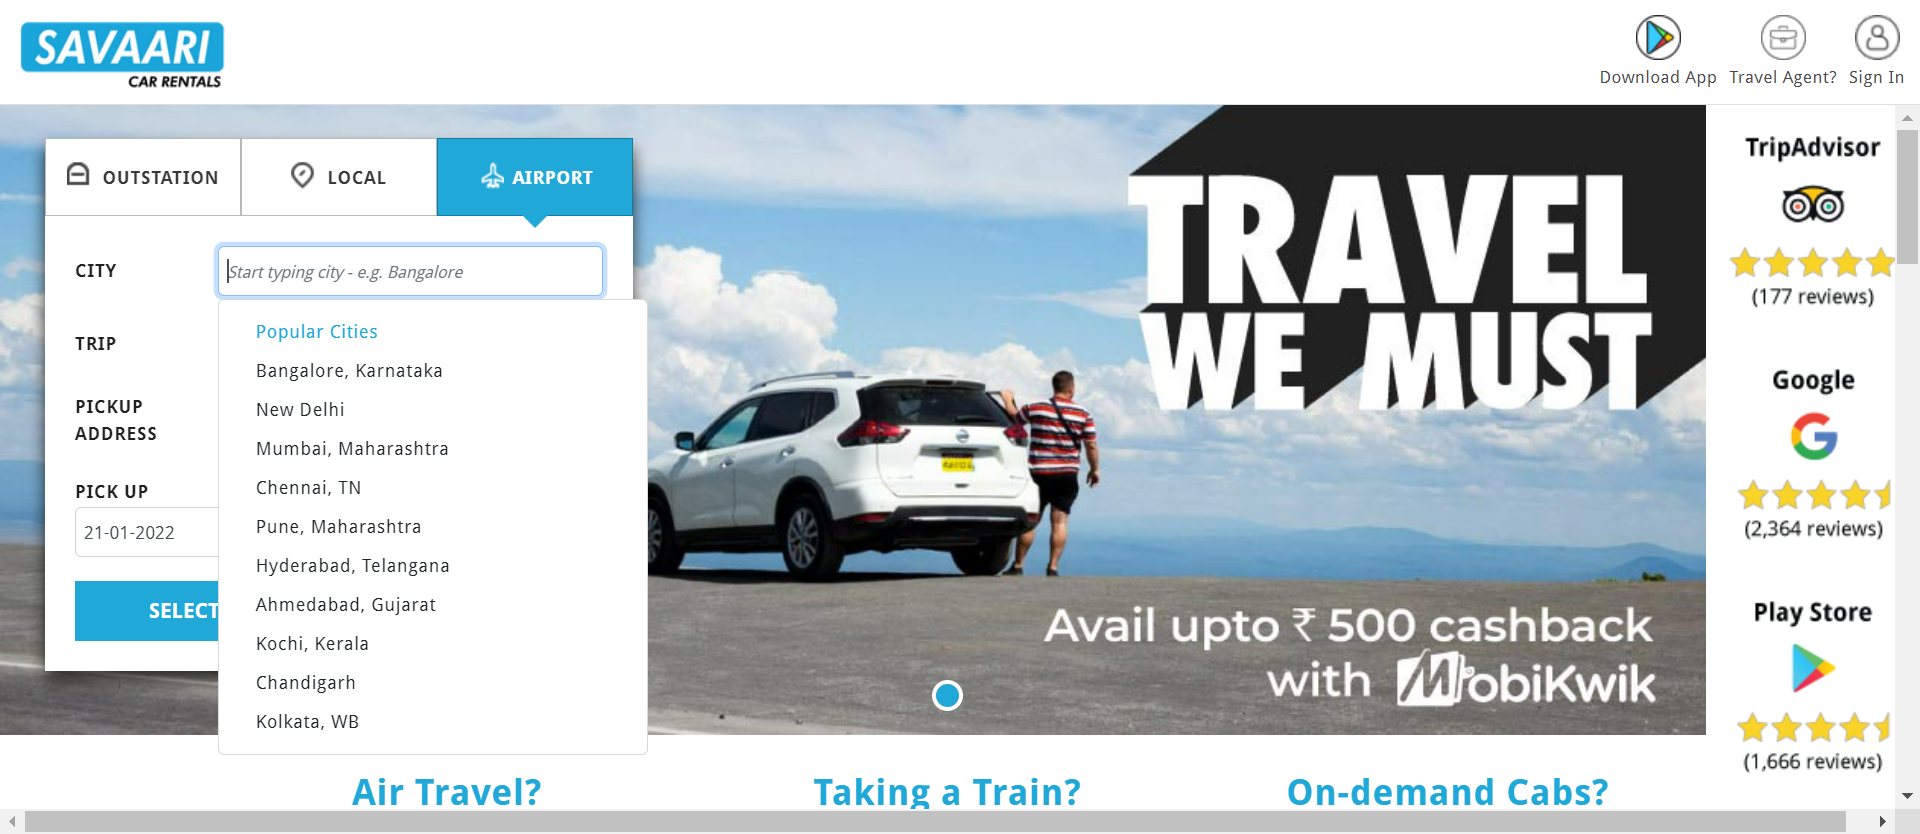 SAVAARI
CAR RENTALS
Download App
Travel Agent?
Sign In
OUTSTATION
LOCAL
AIRPORT
CITY
Start typing city - e.g. Bangalore
TRIP
PICKUP
ADDRESS
PICK UP
21-01-2022
SELECT
Popular Cities
Bangalore, Karnataka
New Delhi
Mumbai, Maharashtra
Chennai, TN
Pune, Maharashtra
Hyderabad, Telangana
Ahmedabad, Gujarat
Kochi, Kerala
Chandigarh
Kolkata, WB
TRAVEL
WE MUST
Avail upto ₹ 500 cashback
with MobiKwik
TripAdvisor
(177 reviews)
Google
(2,364 reviews)
Play Store
(1,666 reviews)
Air Travel?
Taking a Train?
On-demand Cabs?